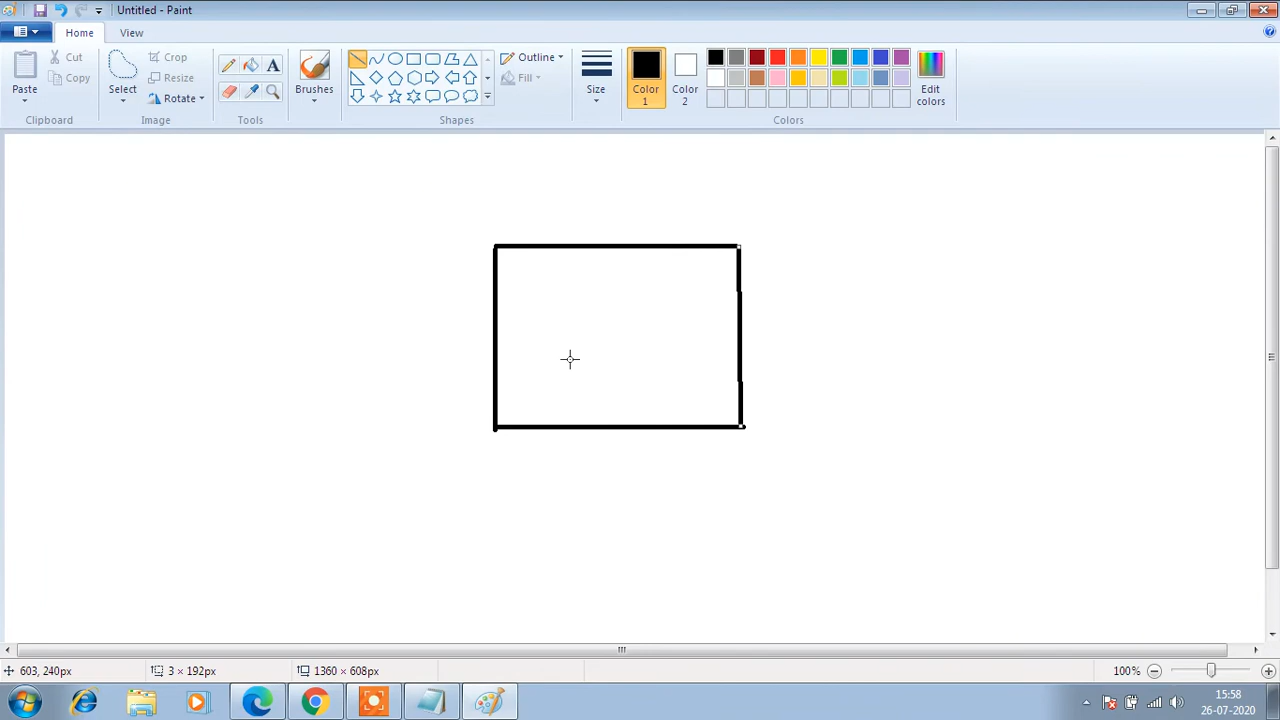 Untitled - Paint
Home View
Paste
Cut
Copy
Clipboard
Select
Crop
Resize
Rotate
Image
Tools
A
Brushes
Shapes
Outline
Fill
Size
Color
1
Color
2
Edit
colors
Colors
603, 240px
3 × 192px
1360 × 608px
100%
15:58
26-07-2020